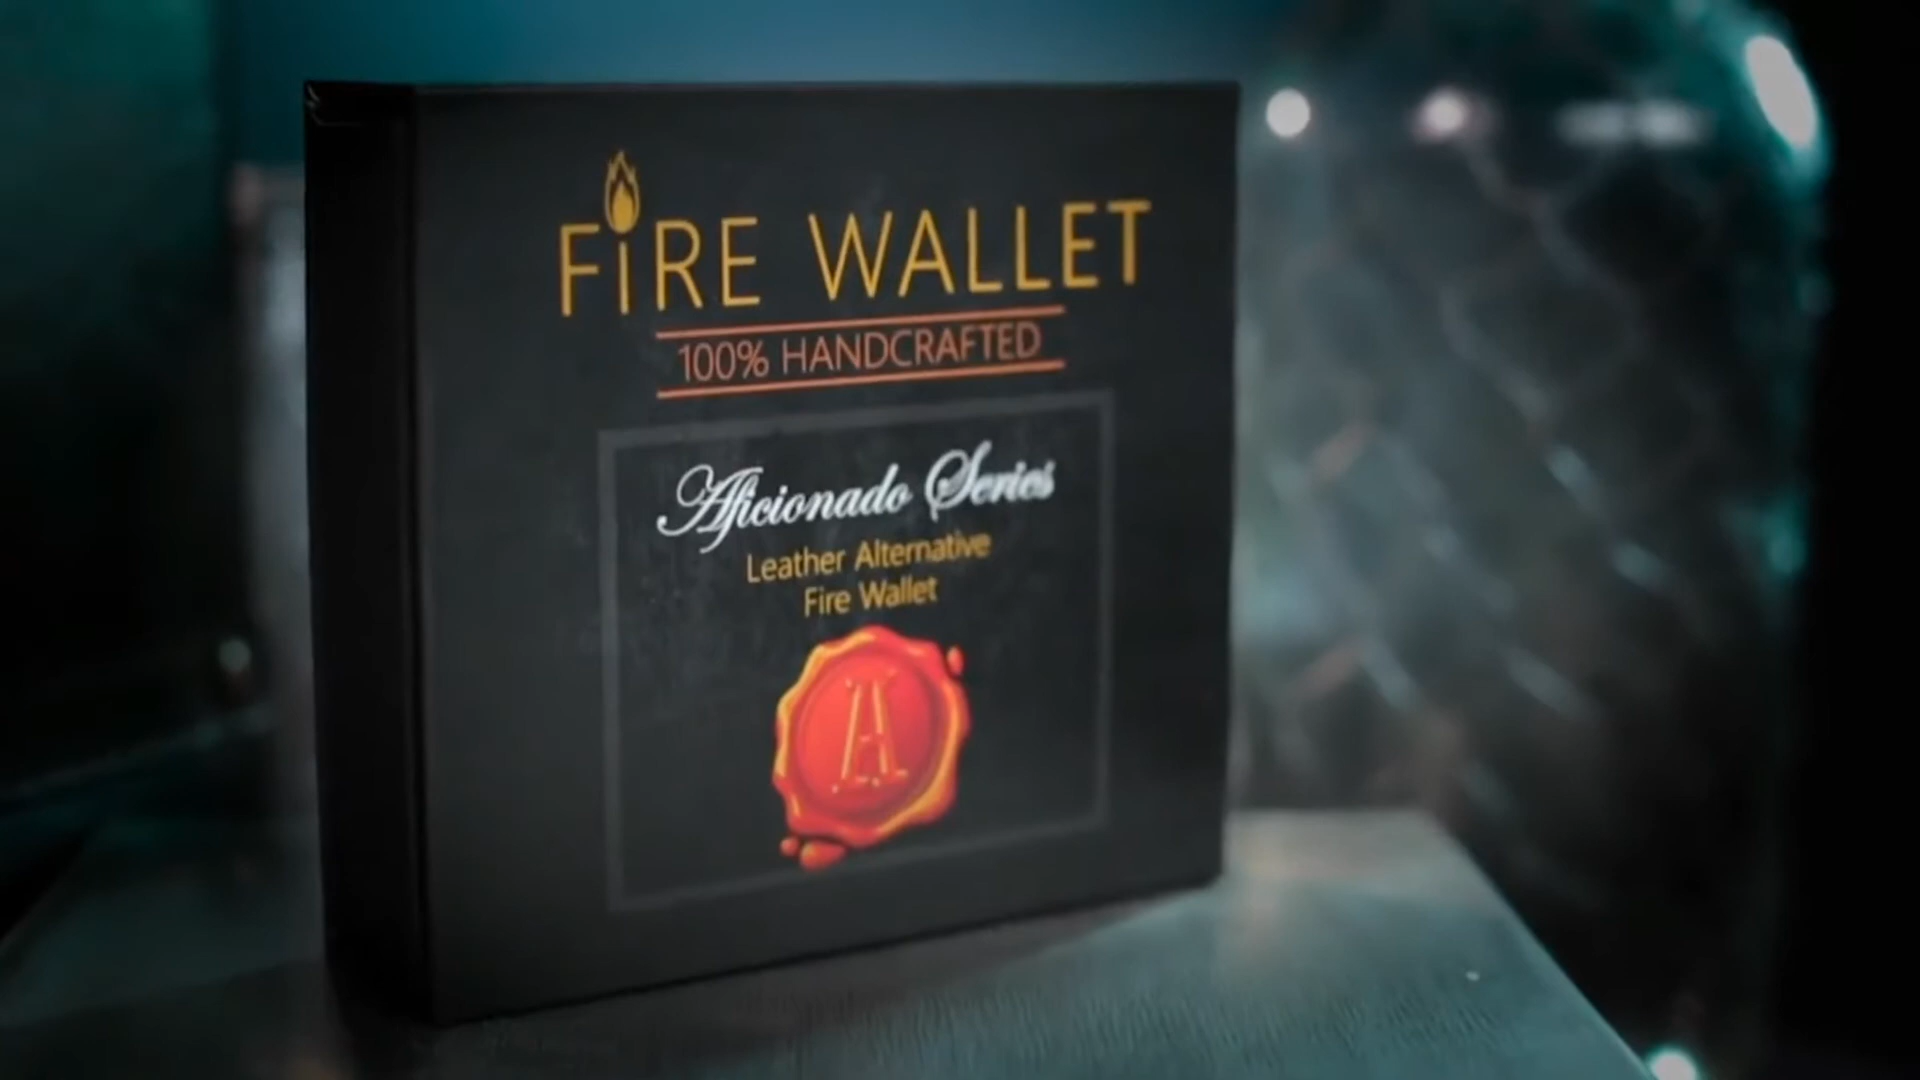 FiRE WALLET
100% HANDCRAFTED
Aficionado Series
Leather Alternative
Fire Wallet
A